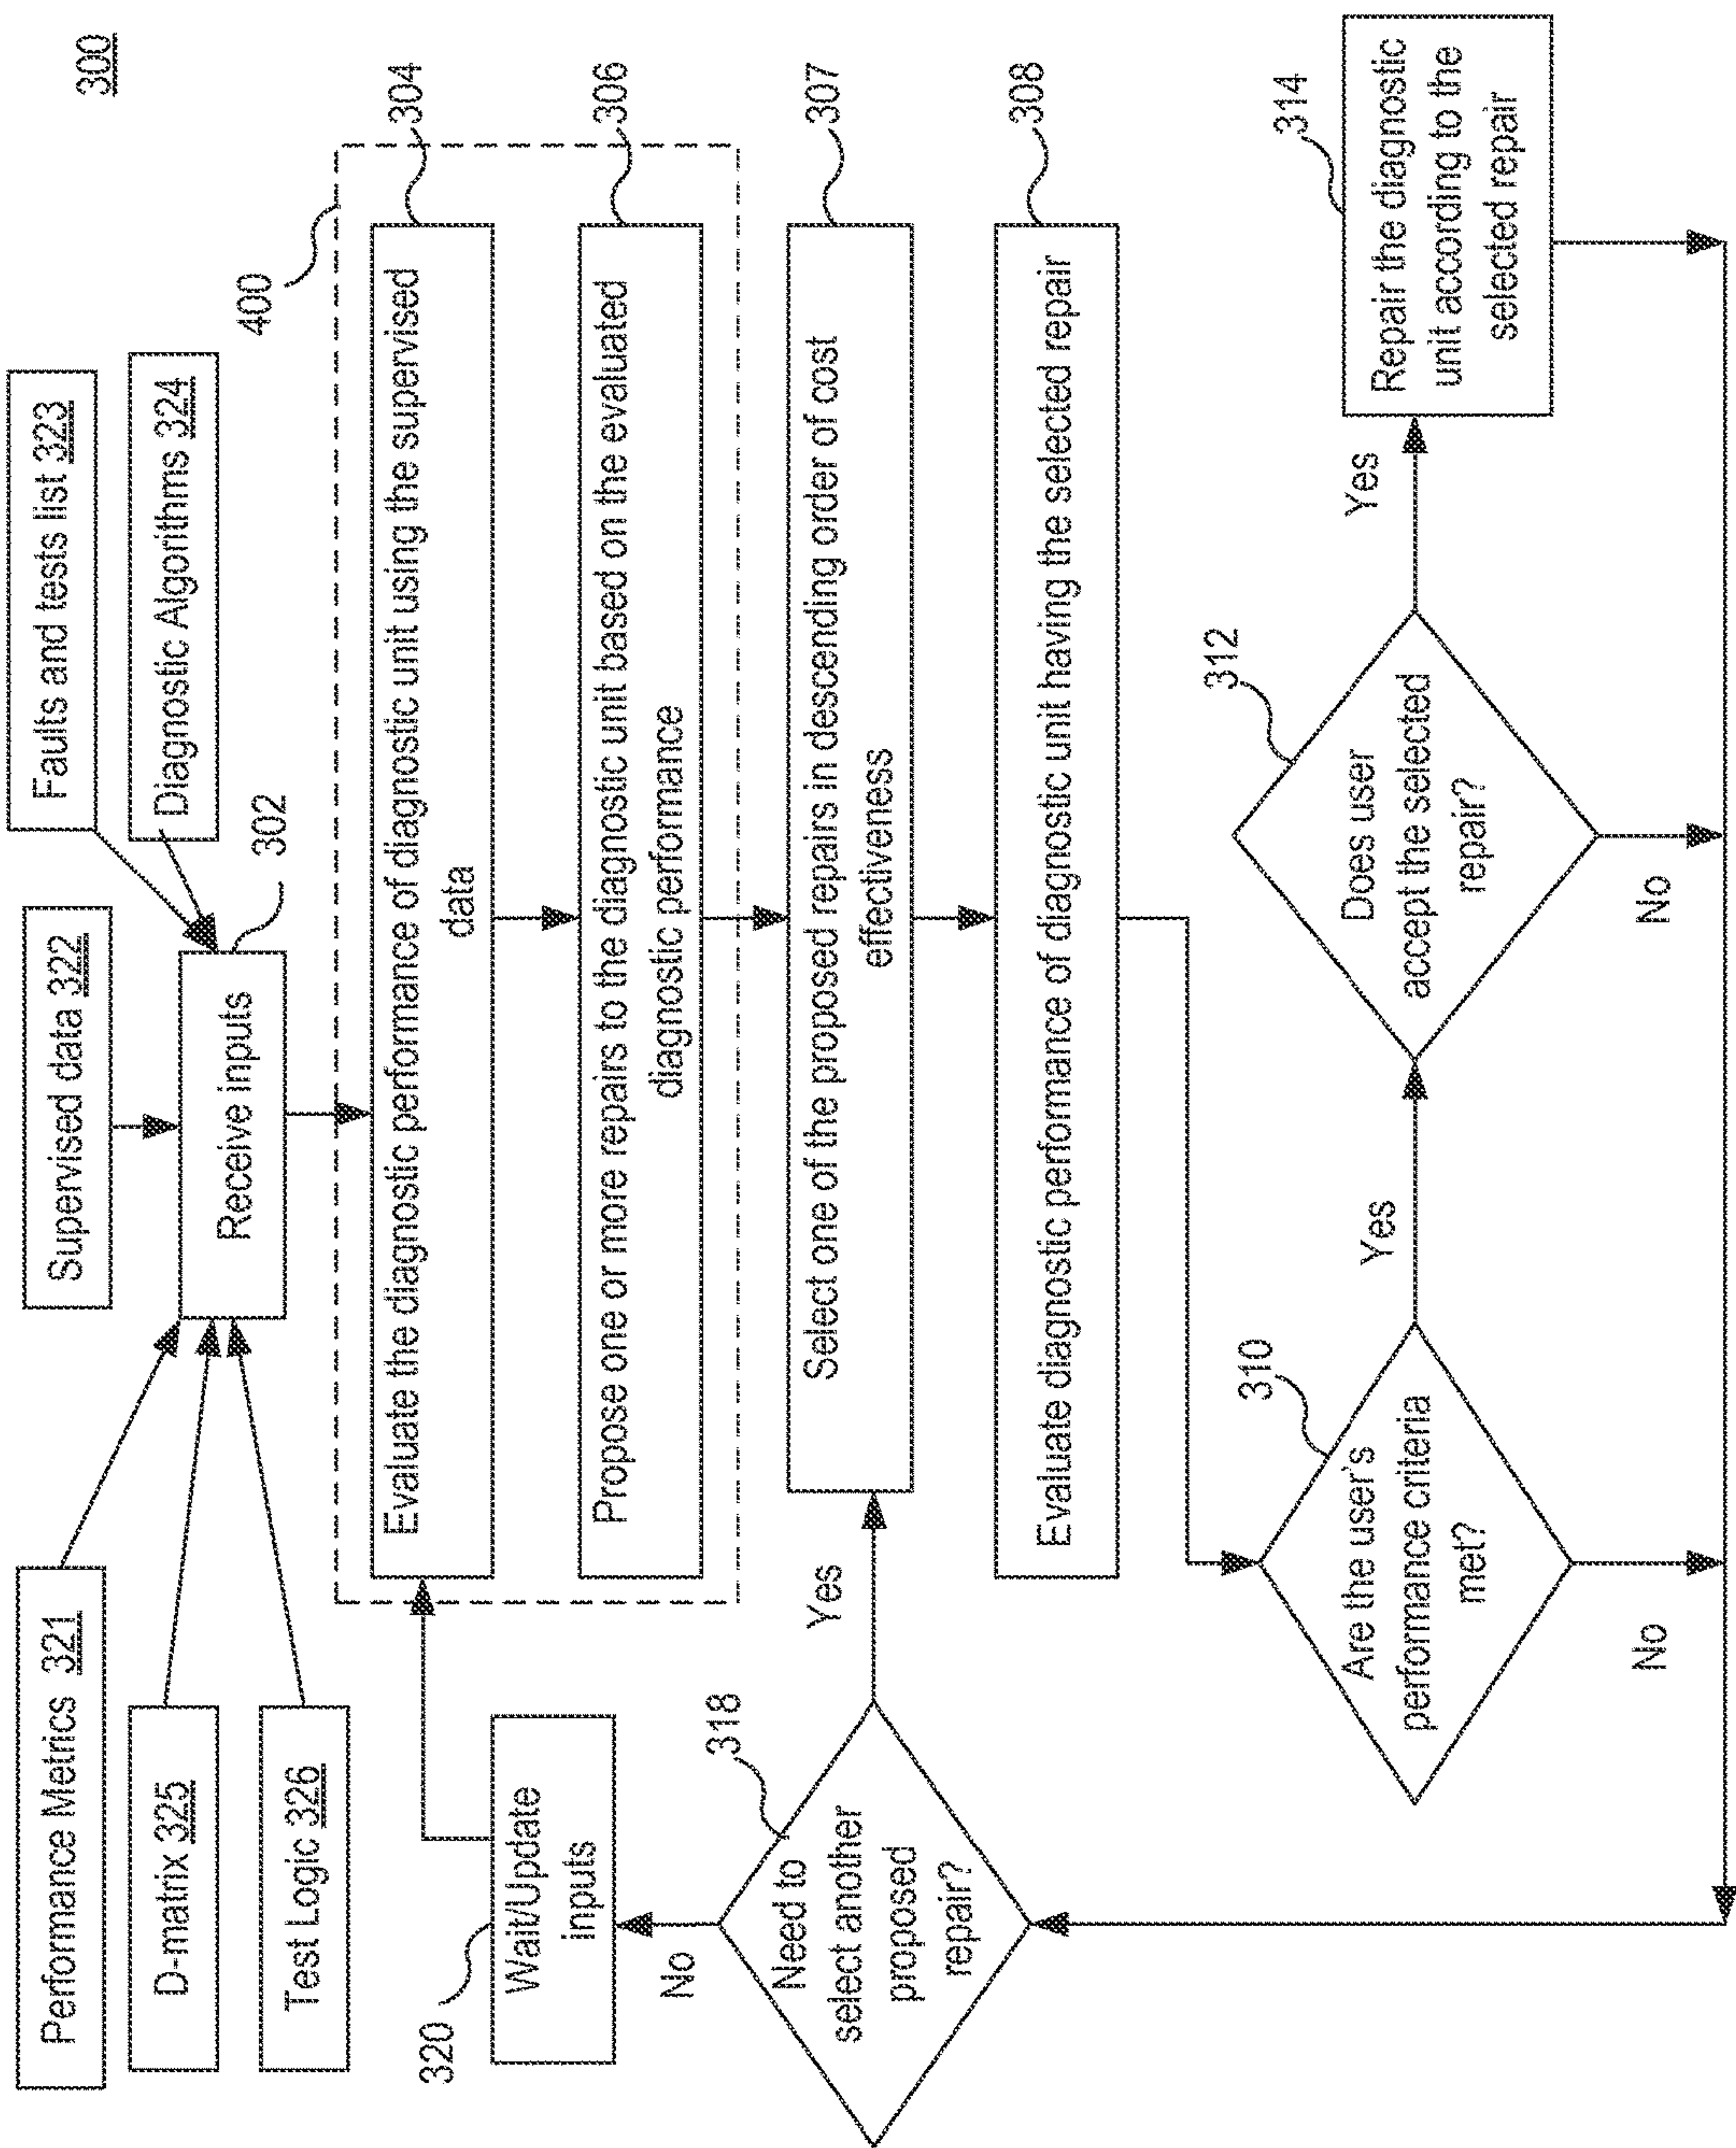 300
Performance Metrics 321
D-matrix 325
Test Logic 326
Supervised data 322
Faults and tests list 323
Diagnostic Algorithms 324
Receive inputs
302
400
Evaluate the diagnostic performance of diagnostic unit using the supervised
data
304
Propose one or more repairs to the diagnostic unit based on the evaluated
diagnostic performance
306
Select one of the proposed repairs in descending order of cost
effectiveness
307
Evaluate diagnostic performance of diagnostic unit having the selected repair
308
320
Wait/Update
inputs
No
318
Need to
select another
proposed
repair?
Yes
310
Are the user's
performance criteria
met?
No
Yes
312
Does user
accept the selected
repair?
No
Yes
314
Repair the diagnostic
unit according to the
selected repair